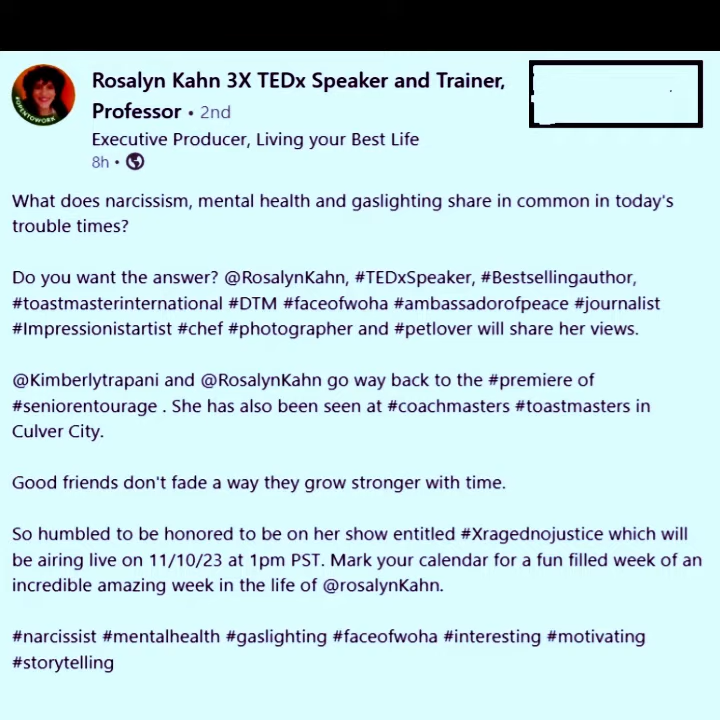 Rosalyn Kahn 3X TEDx Speaker and Trainer,
Professor • 2nd
Executive Producer, Living your Best Life
8h •
#OPENTOWORK
What does narcissism, mental health and gaslighting share in common in today's
trouble times?
Do you want the answer? @RosalynKahn, #TEDxSpeaker, #Bestsellingauthor,
#toastmasterinternational #DTM #faceofwoha #ambassadorofpeace #journalist
#Impressionistartist #chef #photographer and #petlover will share her views.
@Kimberlytrapani and @RosalynKahn go way back to the #premiere of
#seniorentourage . She has also been seen at #coachmasters #toastmasters in
Culver City.
Good friends don't fade a way they grow stronger with time.
So humbled to be honored to be on her show entitled #Xragednojustice which will
be airing live on 11/10/23 at 1pm PST. Mark your calendar for a fun filled week of an
incredible amazing week in the life of @rosalynKahn.
#narcissist #mentalhealth #gaslighting #faceofwoha #interesting #motivating
#storytelling